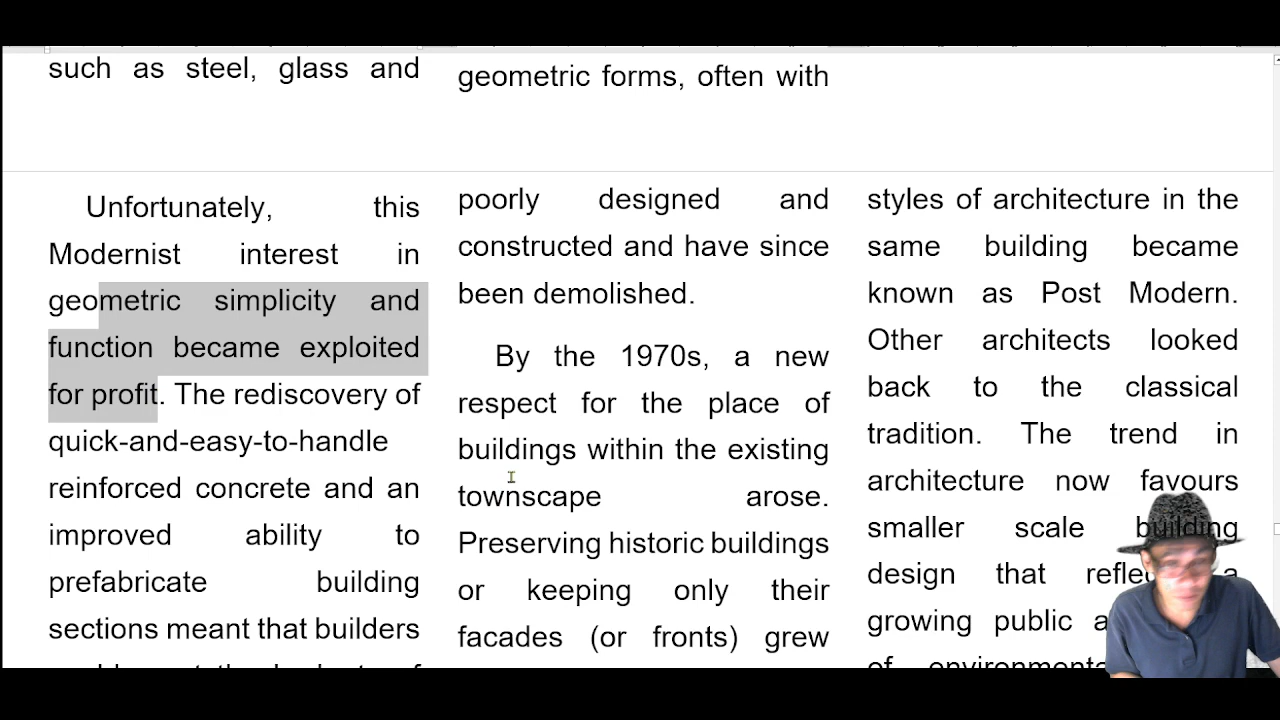 such as steel, glass and
Unfortunately, this
Modernist interest in
geometric simplicity and
function became exploited
for profit. The rediscovery of
quick-and-easy-to-handle
reinforced concrete and an
improved ability to
prefabricate building
sections meant that builders
geometric forms, often with
poorly designed and
constructed and have since
been demolished.
By the 1970s, a new
respect for the place of
buildings within the existing
townscape arose.
Preserving historic buildings
or keeping only their
facades (or fronts) grew
styles of architecture in the
same building became
known as Post Modern.
Other architects looked
back to the classical
tradition. The trend in
architecture now favours
smaller scale building
design that
growing public
of